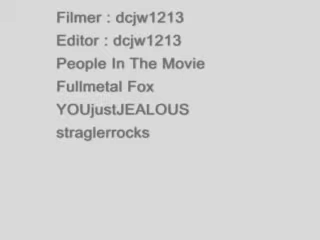 Filmer : dcjw1213
Editor : dcjw1213
People In The Movie
Fullmetal Fox
YOUjustJEALOUS
straglerrocks